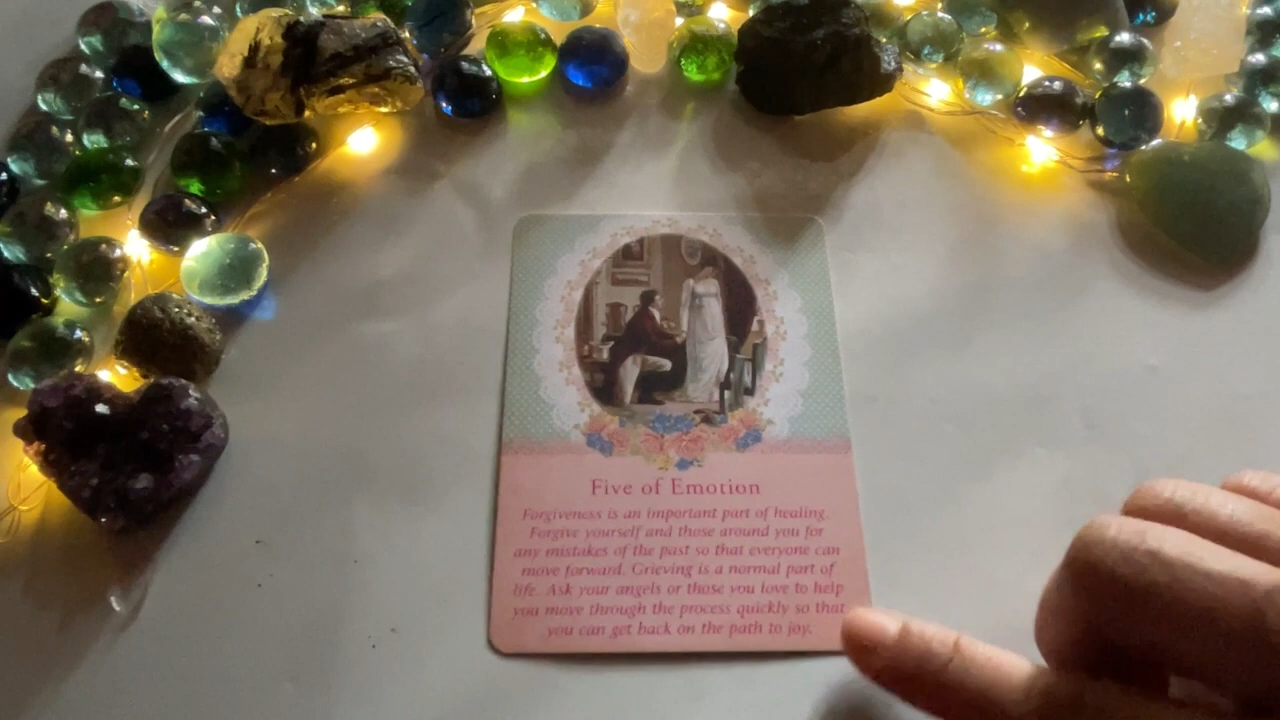 Five of Emotion
Forgiveness is an important part of healing.
Forgive yourself and those around you for
any mistakes of the past so that everyone can
move forward. Grieving is a normal part of
life. Ask your angels or those you love to help
you move through the process quickly so that
you can get back on the path to joy.